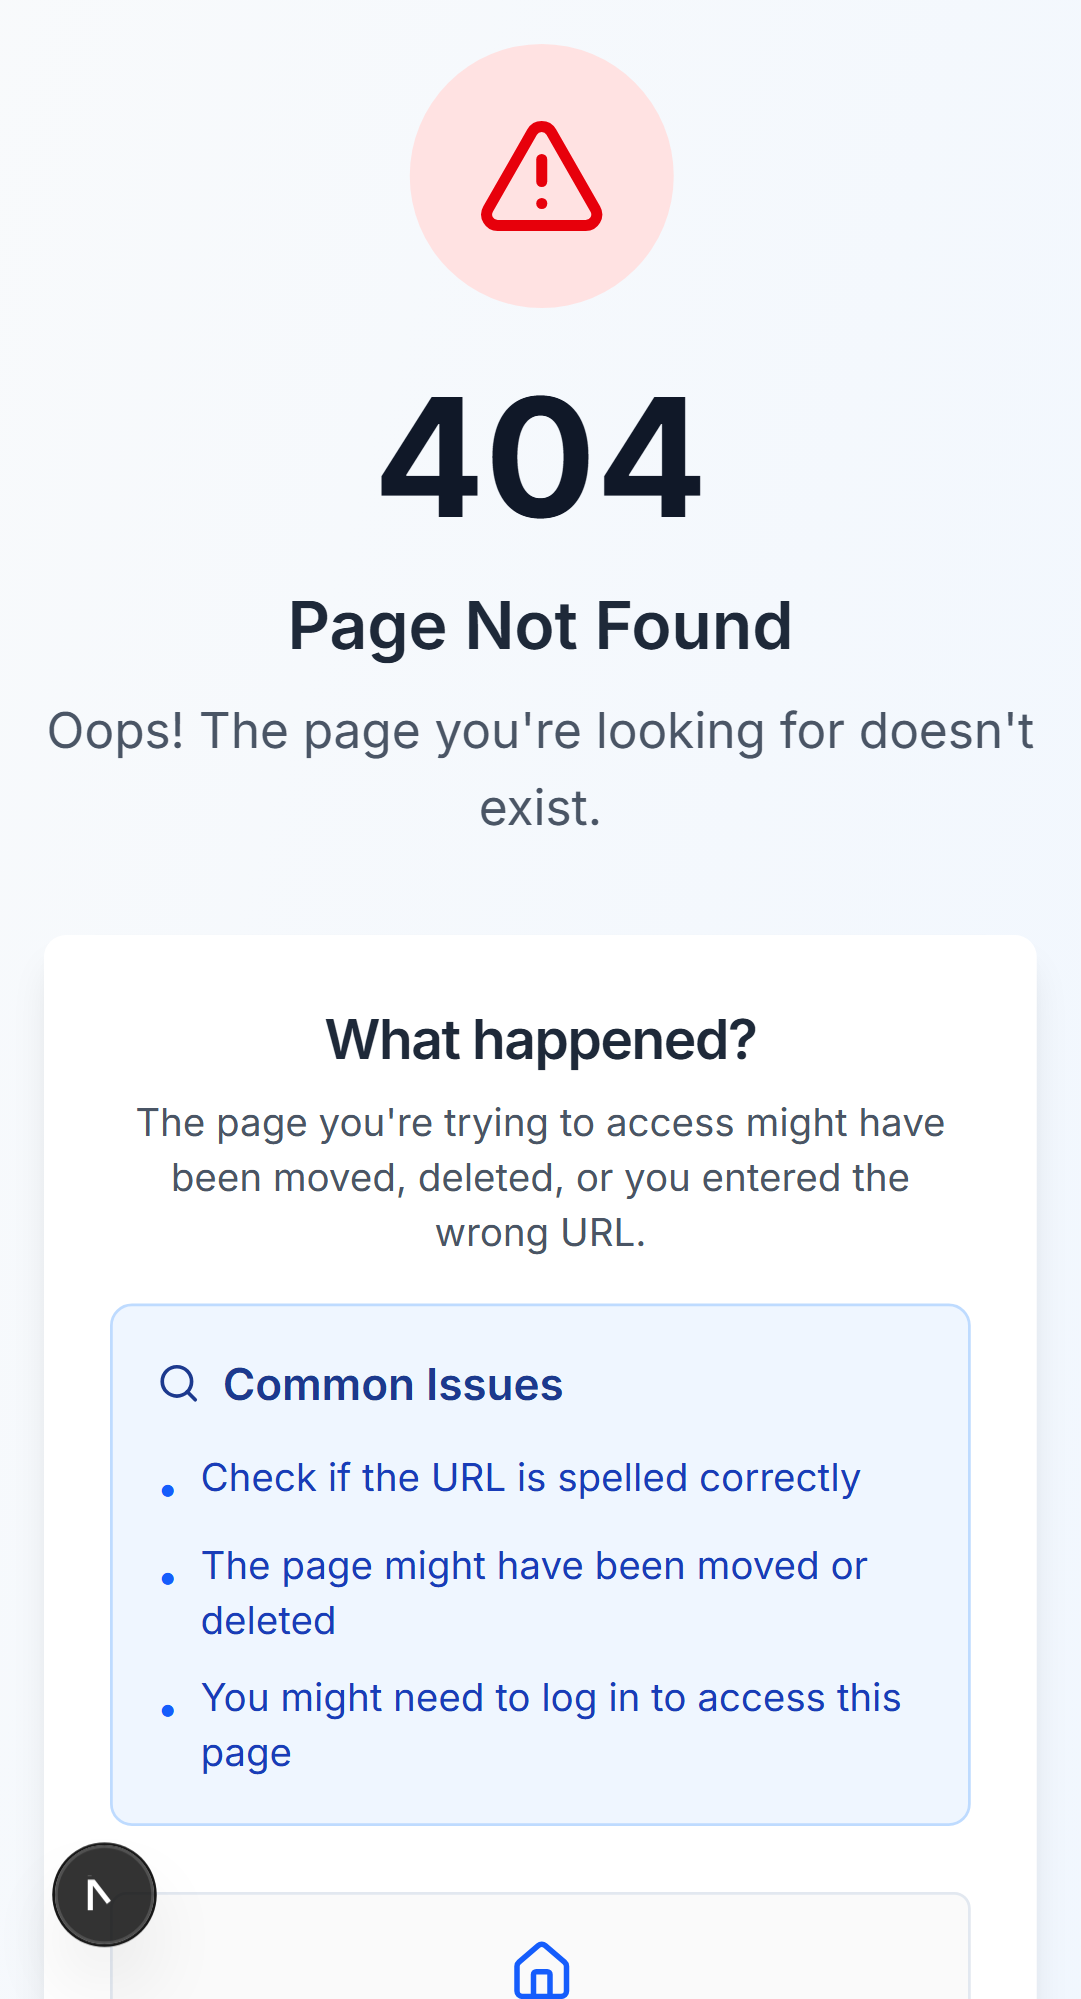 404
Page Not Found
Oops! The page you're looking for doesn't
exist.
What happened?
The page you're trying to access might have
been moved, deleted, or you entered the
wrong URL.
Common Issues
• Check if the URL is spelled correctly
• The page might have been moved or
deleted
• You might need to log in to access this
page
N